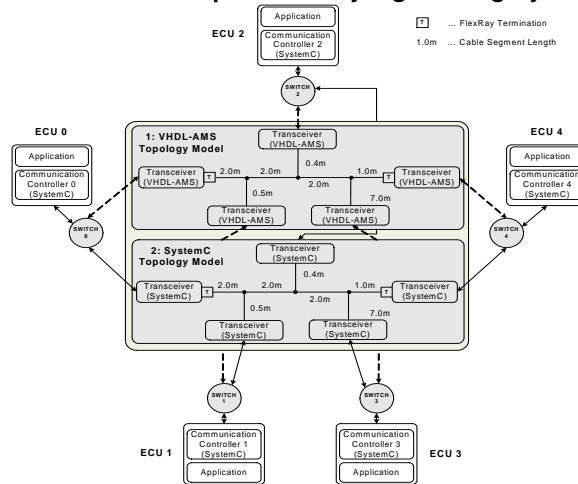 Application
ECU 2
Communication
Controller 2
(SystemC)
T ... FlexRay Termination
1.0m ... Cable Segment Length
SWITCH
2
ECU 0
Application
Communication
Controller 0
(SystemC)
SWITCH
0
ECU 4
Application
Communication
Controller 4
(SystemC)
SWITCH
4
1: VHDL-AMS
Topology Model
Transceiver
(VHDL-AMS)
0.4m
Transceiver
(VHDL-AMS)
T
2.0m
2.0m
2.0m
1.0m
T
Transceiver
(VHDL-AMS)
0.5m
7.0m
Transceiver
(VHDL-AMS)
Transceiver
(VHDL-AMS)
2: SystemC
Topology Model
Transceiver
(SystemC)
0.4m
Transceiver
(SystemC)
T
2.0m
2.0m
2.0m
1.0m
T
Transceiver
(SystemC)
0.5m
7.0m
Transceiver
(SystemC)
Transceiver
(SystemC)
SWITCH
1
SWITCH
3
Communication
Controller 1
(SystemC)
Application
ECU 1
Communication
Controller 3
(SystemC)
Application
ECU 3